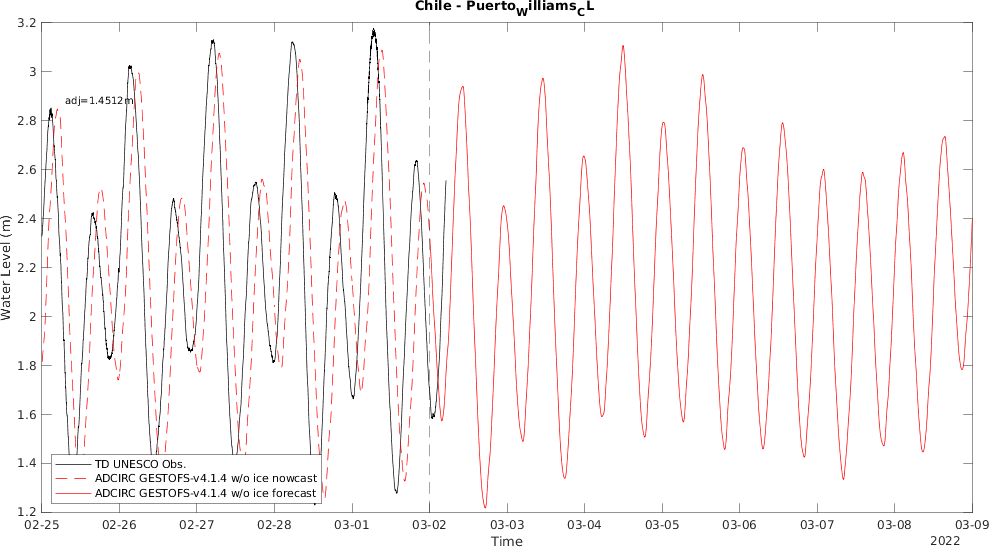 Chile - PuertoWilliamsCL
adj=1.4512m
Water Level (m)
3.2
3
2.8
2.6
2.4
2.2
2
1.8
1.6
1.4
1.2
TD UNESCO Obs.
ADCIRC GESTOFS-v4.1.4 w/o ice nowcast
ADCIRC GESTOFS-v4.1.4 w/o ice forecast
02-25 02-26 02-27 02-28 03-01 03-02 03-03 03-04 03-05 03-06 03-07 03-08 03-09
Time
2022